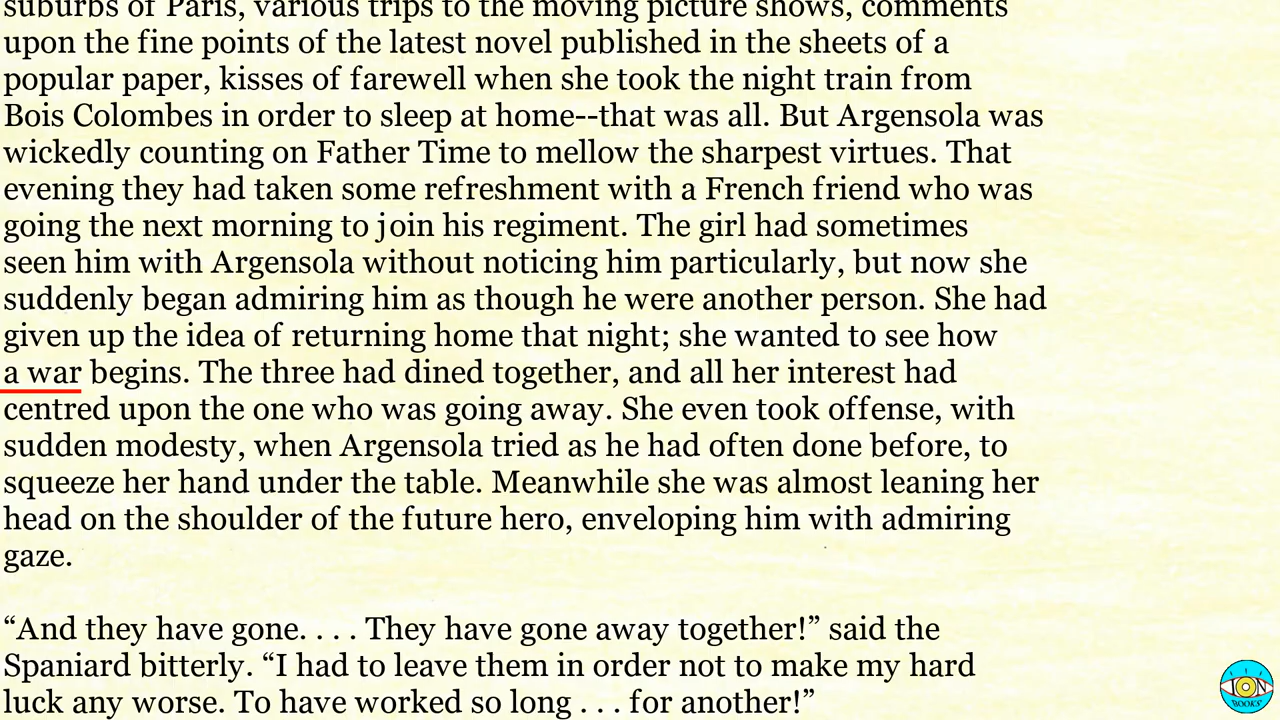 suburbs of Paris, various trips to the moving picture shows, comments
upon the fine points of the latest novel published in the sheets of a
popular paper, kisses of farewell when she took the night train from
Bois Colombes in order to sleep at home--that was all. But Argensola was
wickedly counting on Father Time to mellow the sharpest virtues. That
evening they had taken some refreshment with a French friend who was
going the next morning to join his regiment. The girl had sometimes
seen him with Argensola without noticing him particularly, but now she
suddenly began admiring him as though he were another person. She had
given up the idea of returning home that night; she wanted to see how
a war begins. The three had dined together, and all her interest had
centred upon the one who was going away. She even took offense, with
sudden modesty, when Argensola tried as he had often done before, to
squeeze her hand under the table. Meanwhile she was almost leaning her
head on the shoulder of the future hero, enveloping him with admiring
gaze.
“And they have gone. . . . They have gone away together!” said the
Spaniard bitterly. “I had to leave them in order not to make my hard
luck any worse. To have worked so long . . . for another!”
ION
BOOKS